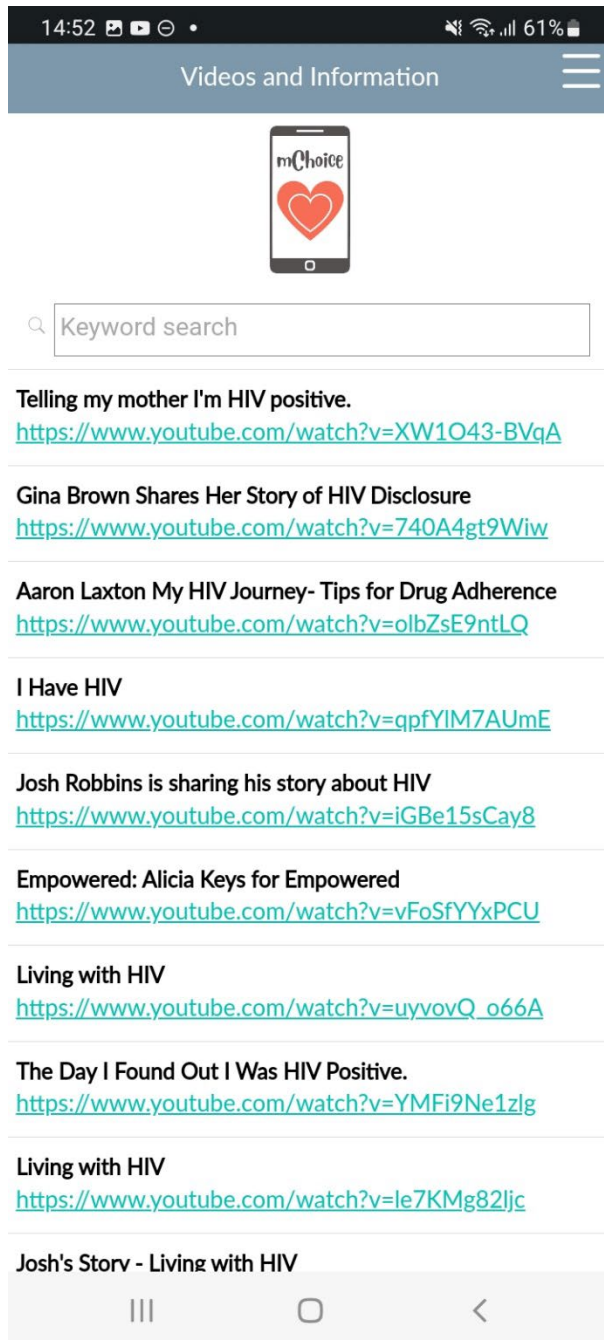 14:52 61%
Videos and Information
mChoice
Keyword search
Telling my mother I'm HIV positive.
https://www.youtube.com/watch?v=XW1O43-BVqA
Gina Brown Shares Her Story of HIV Disclosure
https://www.youtube.com/watch?v=740A4gt9Wiw
Aaron Laxton My HIV Journey- Tips for Drug Adherence
https://www.youtube.com/watch?v=olbZsE9ntLQ
I Have HIV
https://www.youtube.com/watch?v=qpfYlM7AUmE
Josh Robbins is sharing his story about HIV
https://www.youtube.com/watch?v=iGBe15sCay8
Empowered: Alicia Keys for Empowered
https://www.youtube.com/watch?v=vFoSfYYxPCU
Living with HIV
https://www.youtube.com/watch?v=uyvovQ_o66A
The Day I Found Out I Was HIV Positive.
https://www.youtube.com/watch?v=YMFi9Ne1zlg
Living with HIV
https://www.youtube.com/watch?v=le7KMg82ljc
Josh's Story - Living with HIV